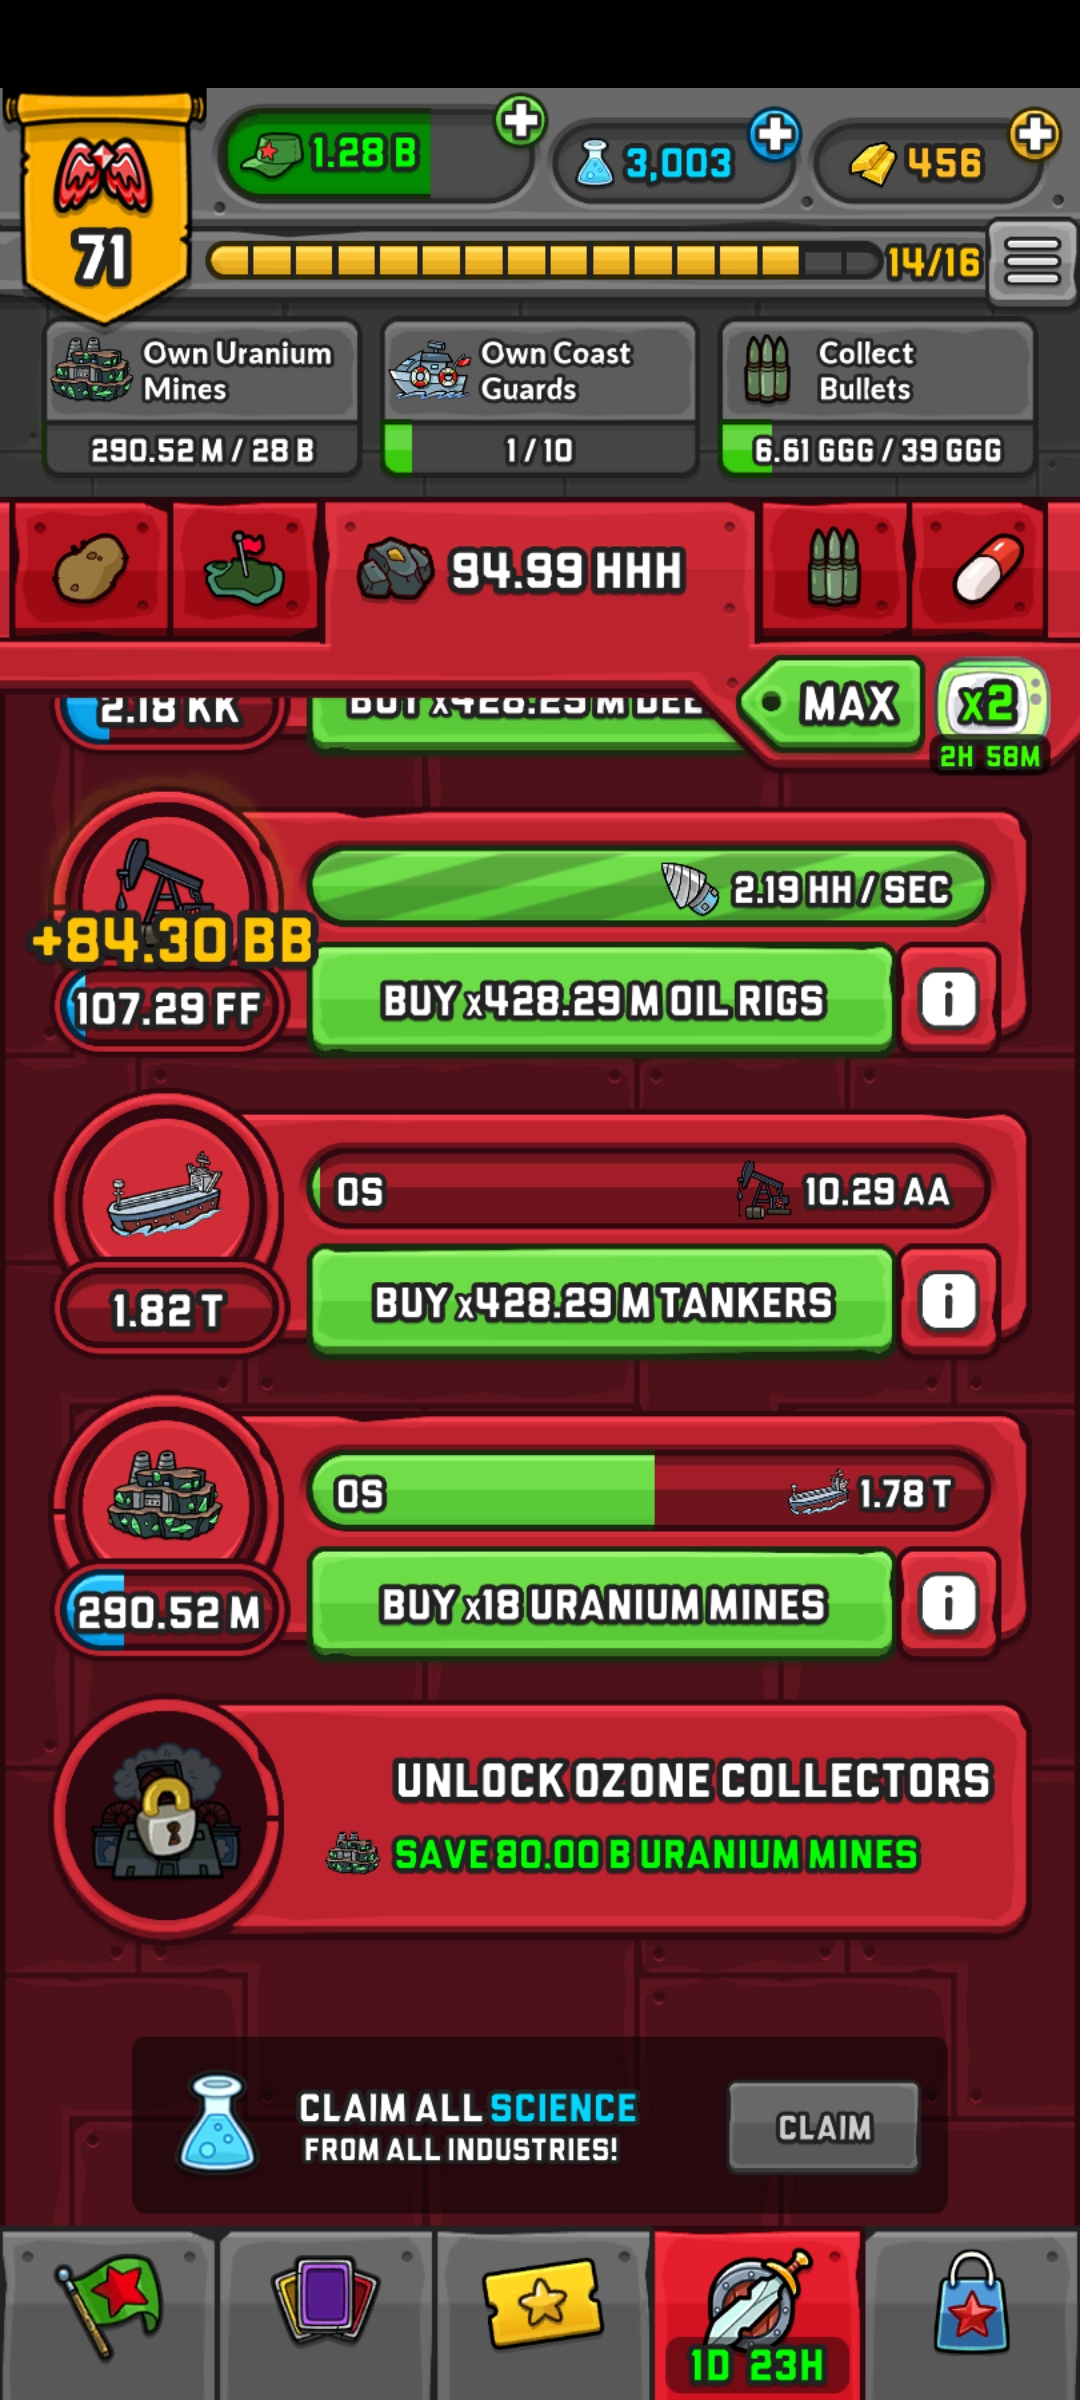 1.28 B
3,003
456
71
14/16
Own Uranium
Mines
290.52 M / 28 B
Own Coast
Guards
1 / 10
Collect
Bullets
6.61 GGG / 39 GGG
94.99 HHH
MAX
x2
2H 58M
2.18 KK
BUY x428.29 M
2.19 HH / SEC
+84.30 BB
107.29 FF
BUY x428.29 M OIL RIGS
i
0S
10.29 AA
1.82 T
BUY x428.29 M TANKERS
i
0S
1.78 T
290.52 M
BUY x18 URANIUM MINES
i
UNLOCK OZONE COLLECTORS
SAVE 80.00 B URANIUM MINES
CLAIM ALL SCIENCE
FROM ALL INDUSTRIES!
CLAIM
1D 23H